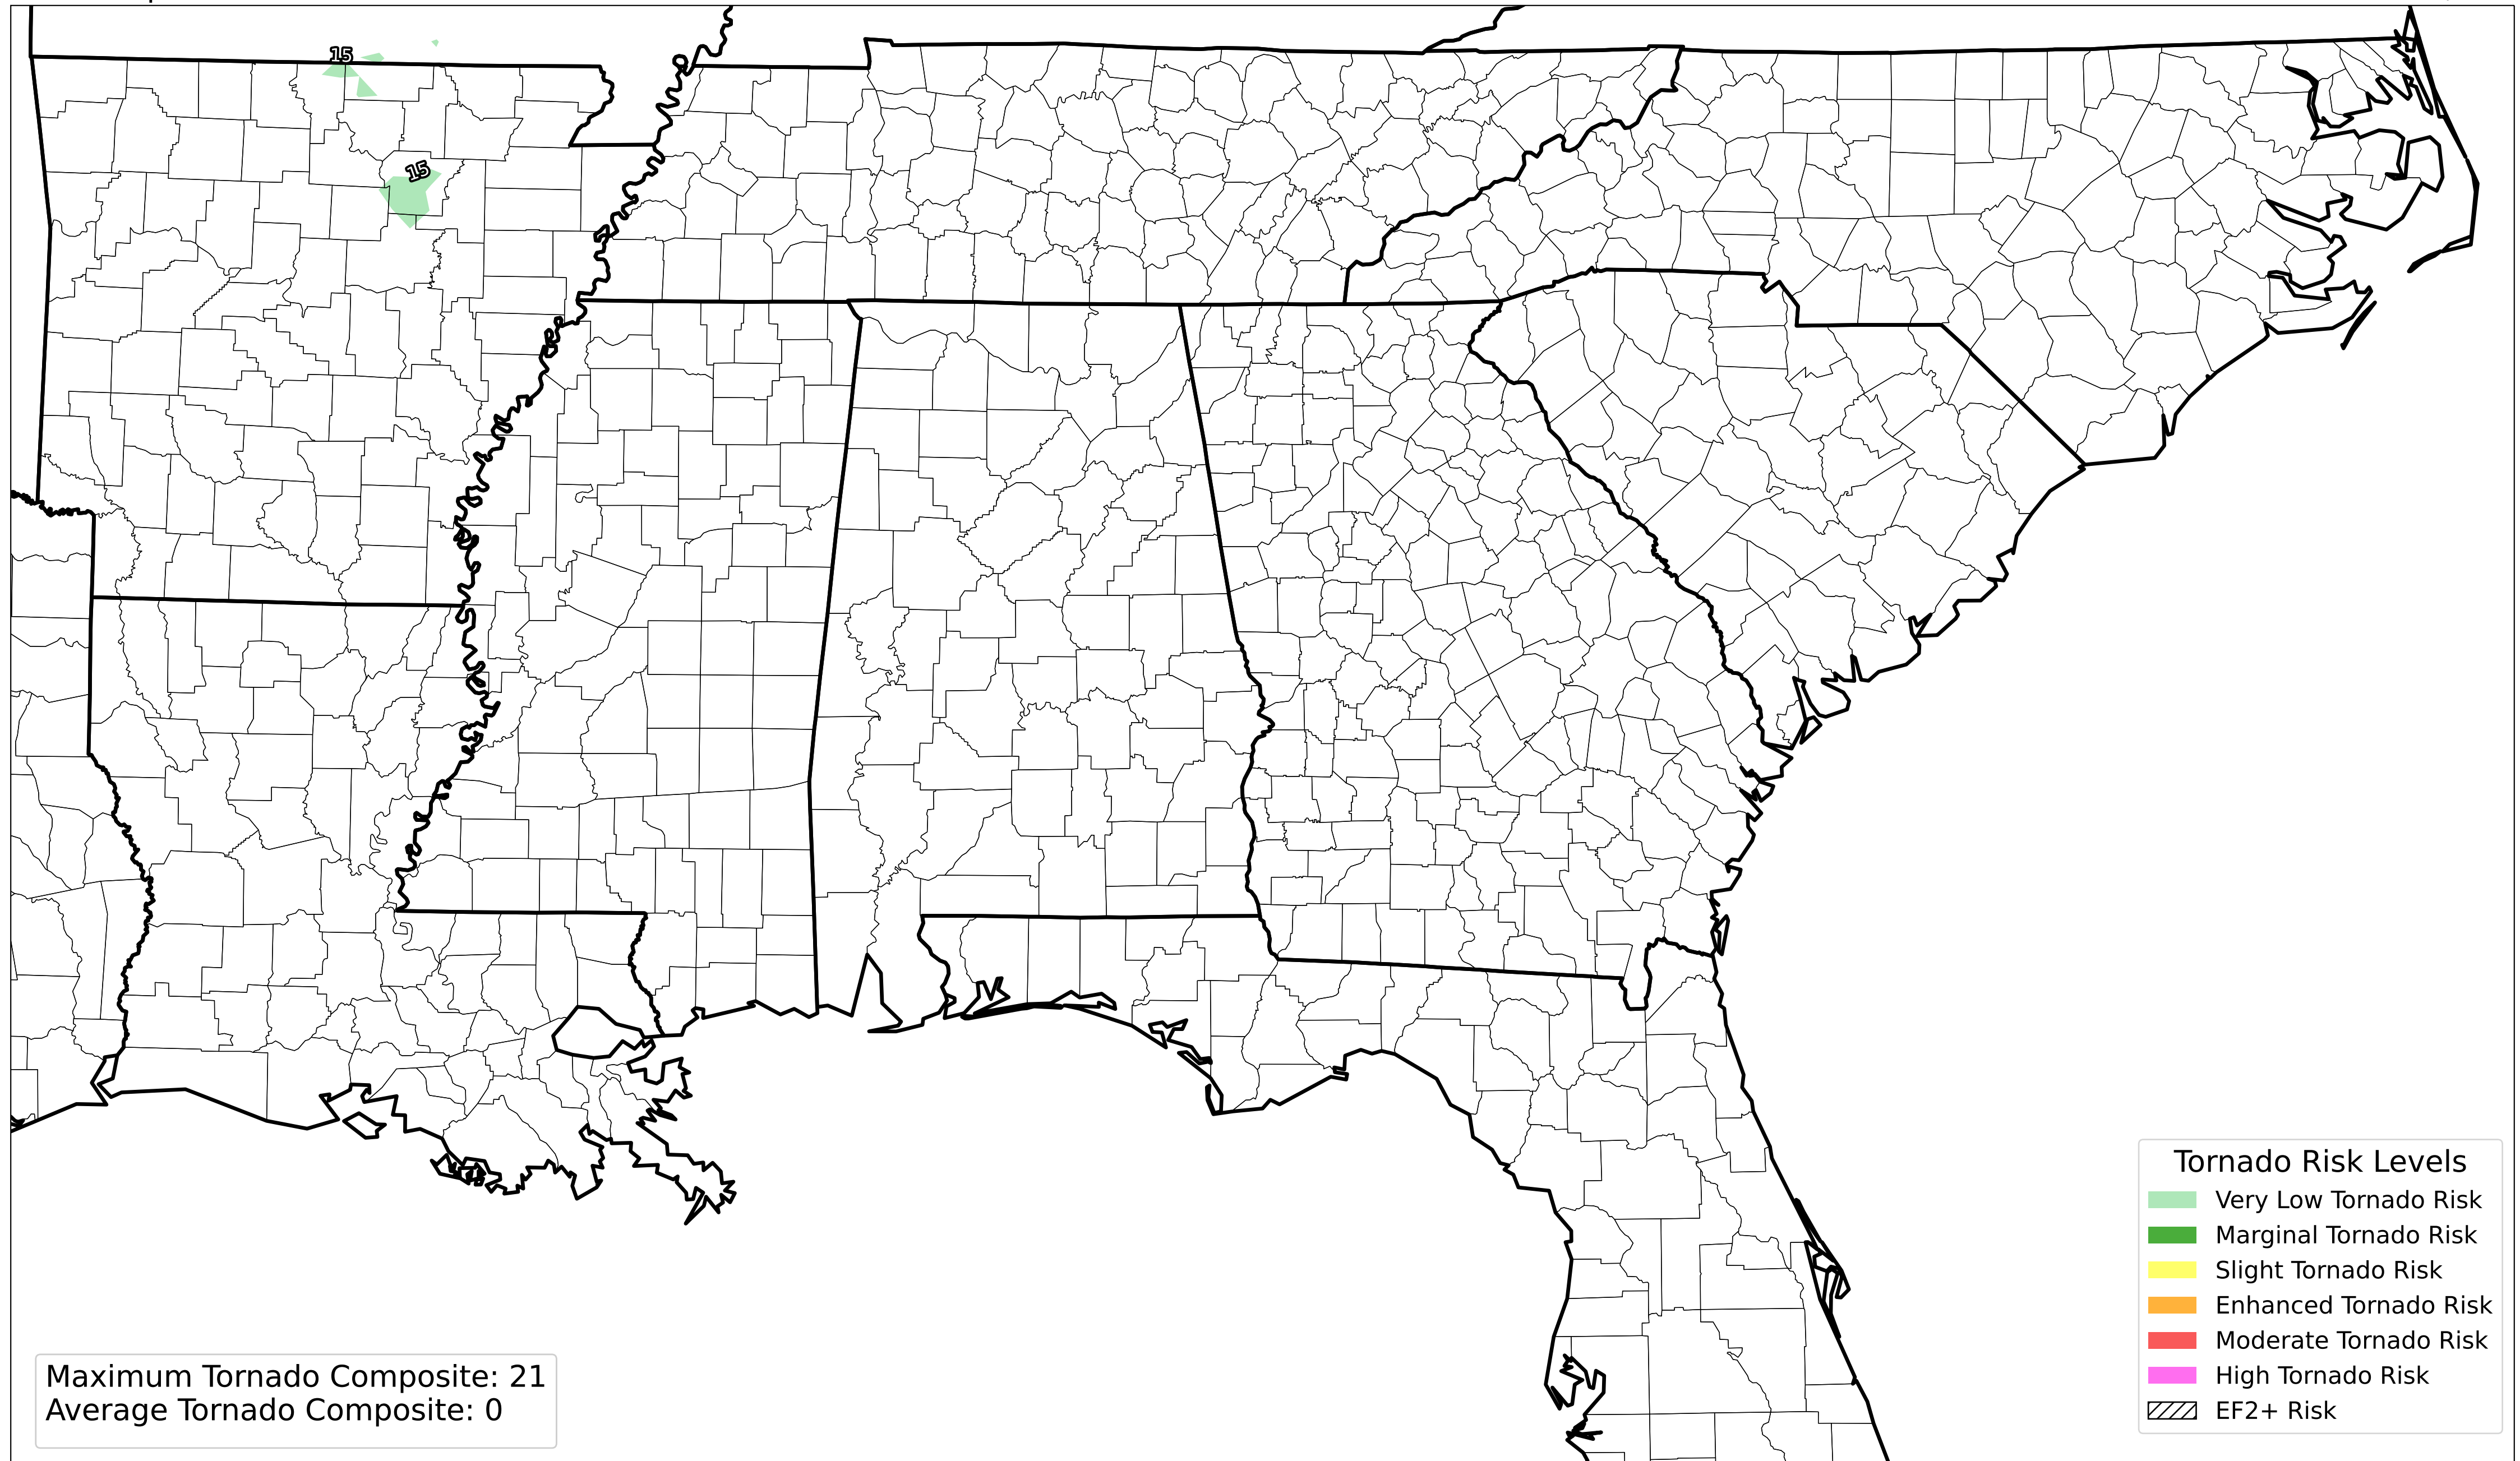 15
15
Tornado Risk Levels
Very Low Tornado Risk
Marginal Tornado Risk
Slight Tornado Risk
Enhanced Tornado Risk
Moderate Tornado Risk
High Tornado Risk
EF2+ Risk
Maximum Tornado Composite: 21
Average Tornado Composite: 0